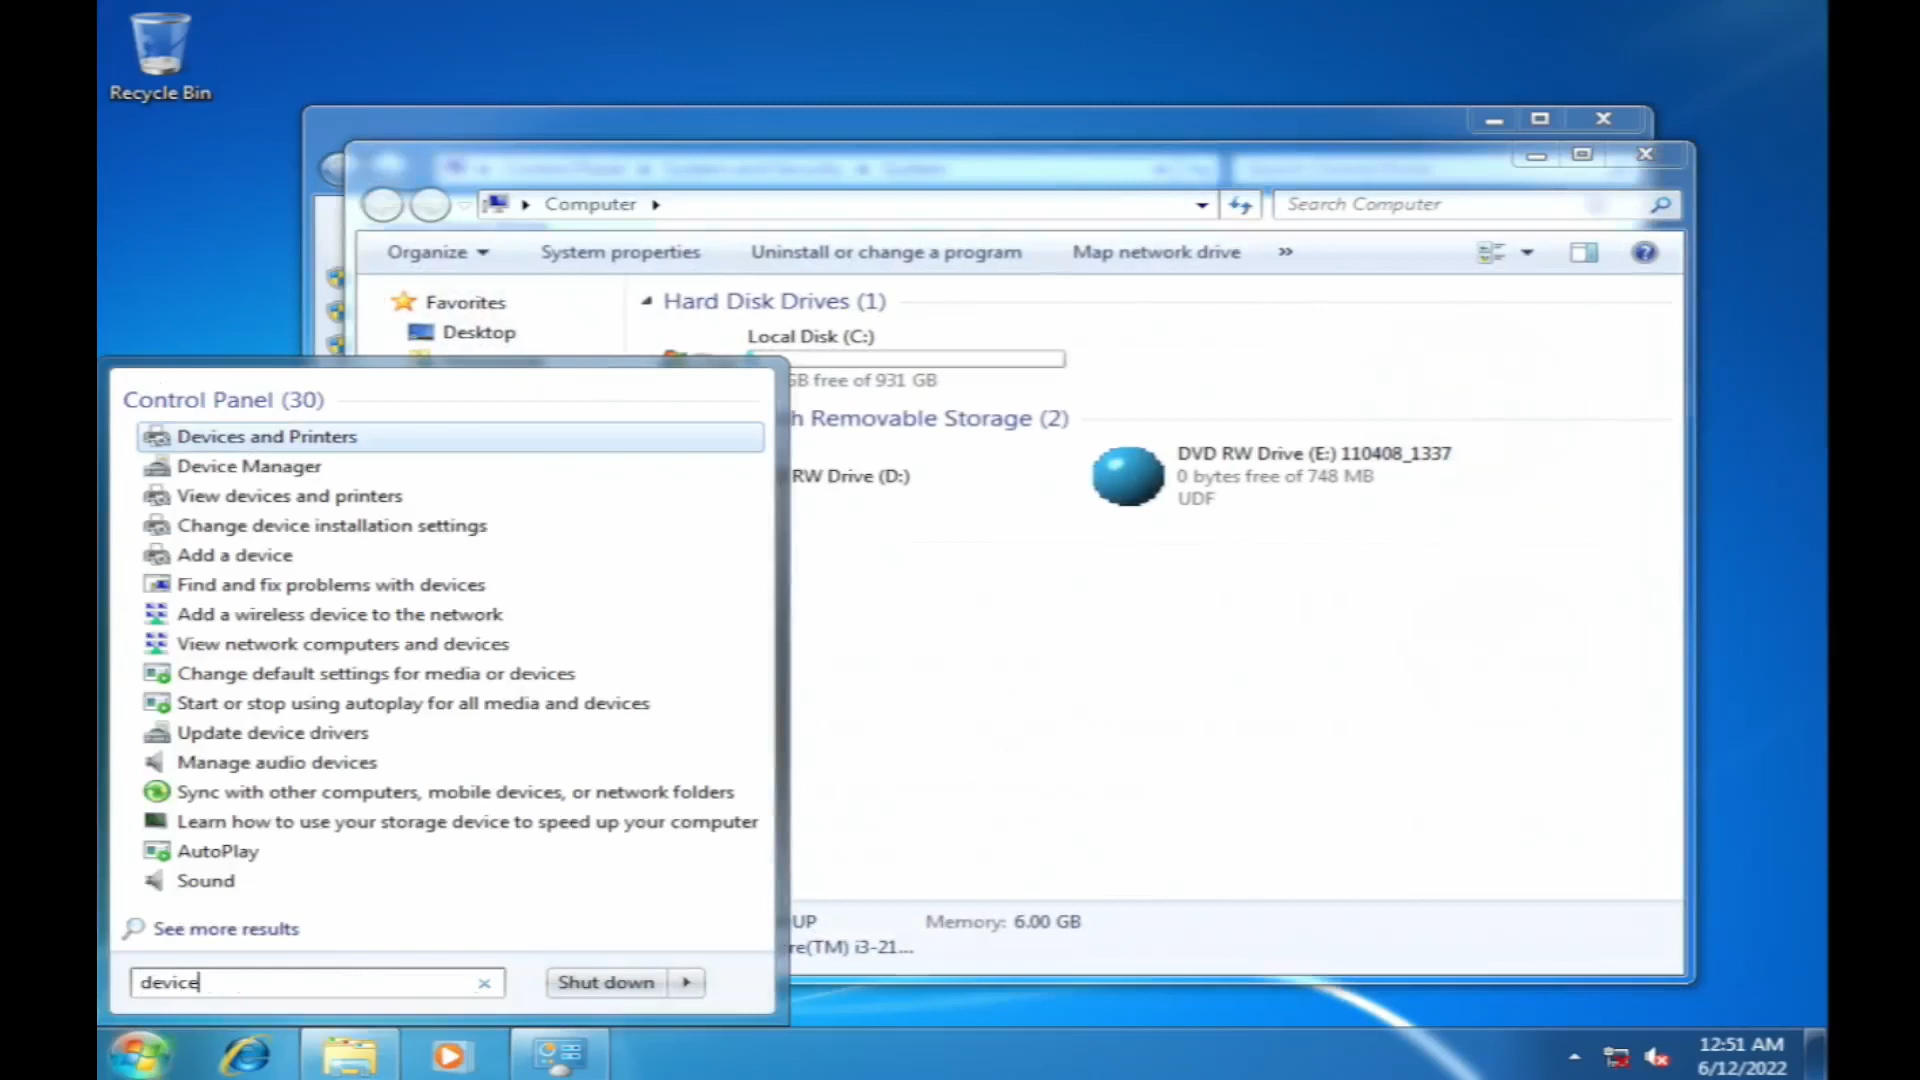 Recycle Bin
Computer
Search Computer
Organize
System properties
Uninstall or change a program
Map network drive
»
Favorites
Desktop
Hard Disk Drives (1)
Local Disk (C:)
GB free of 931 GB
h Removable Storage (2)
RW Drive (D:)
DVD RW Drive (E:) 110408_1337
0 bytes free of 748 MB
UDF
Control Panel (30)
Devices and Printers
Device Manager
View devices and printers
Change device installation settings
Add a device
Find and fix problems with devices
Add a wireless device to the network
View network computers and devices
Change default settings for media or devices
Start or stop using autoplay for all media and devices
Update device drivers
Manage audio devices
Sync with other computers, mobile devices, or network folders
Learn how to use your storage device to speed up your computer
AutoPlay
Sound
See more results
device
Shut down
UP
Memory: 6.00 GB
re(TM) i3-21...
12:51 AM
6/12/2022